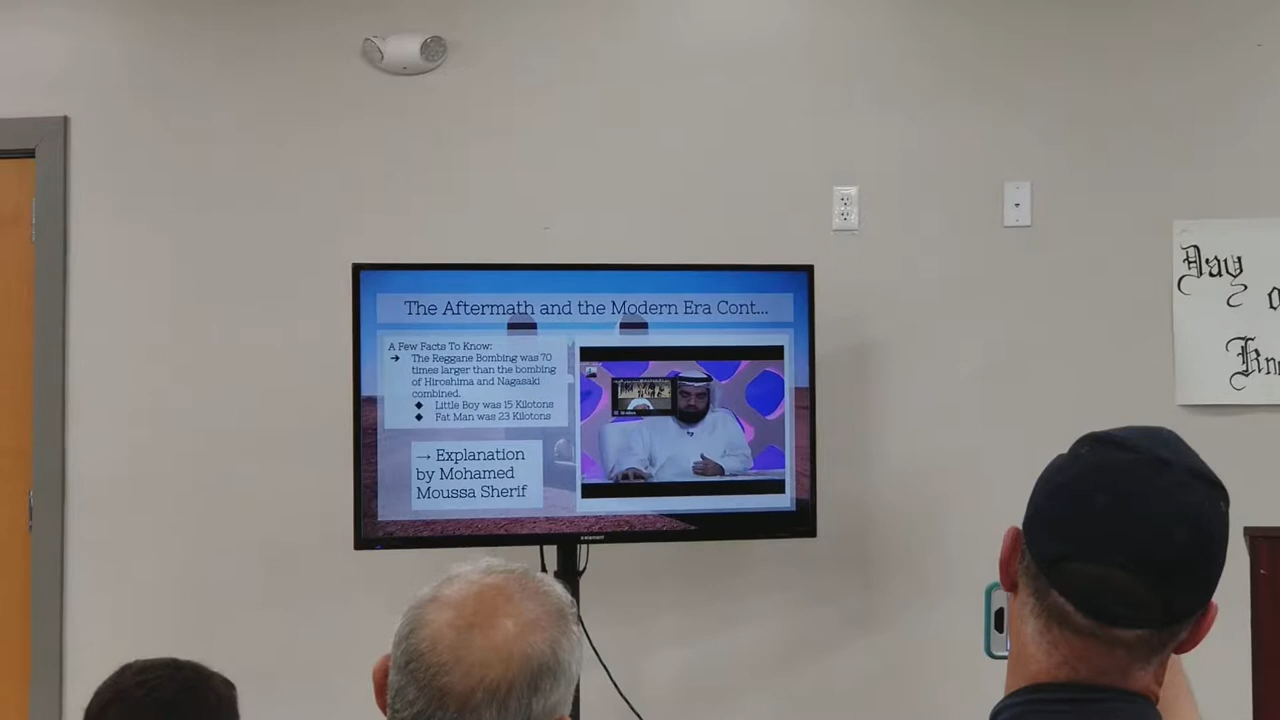 The Aftermath and the Modern Era Cont...
A Few Facts To Know:
➔ The Reggane Bombing was 70
times larger than the bombing
of Hiroshima and Nagasaki
combined.
◆ Little Boy was 15 Kilotons
◆ Fat Man was 23 Kilotons
→ Explanation
by Mohamed
Moussa Sherif
element
Day